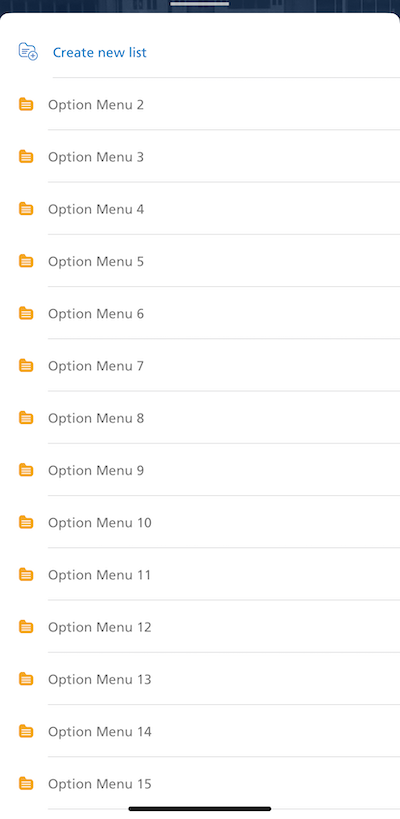 Create new list
Option Menu 2
Option Menu 3
Option Menu 4
Option Menu 5
Option Menu 6
Option Menu 7
Option Menu 8
Option Menu 9
Option Menu 10
Option Menu 11
Option Menu 12
Option Menu 13
Option Menu 14
Option Menu 15